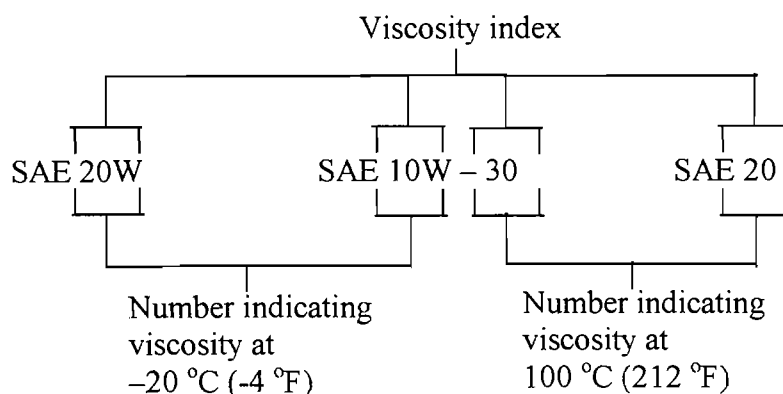 Viscosity index
SAE 20W
SAE 10W – 30
SAE 20
Number indicating
viscosity at
–20 °C (-4 °F)
Number indicating
viscosity at
100 °C (212 °F)